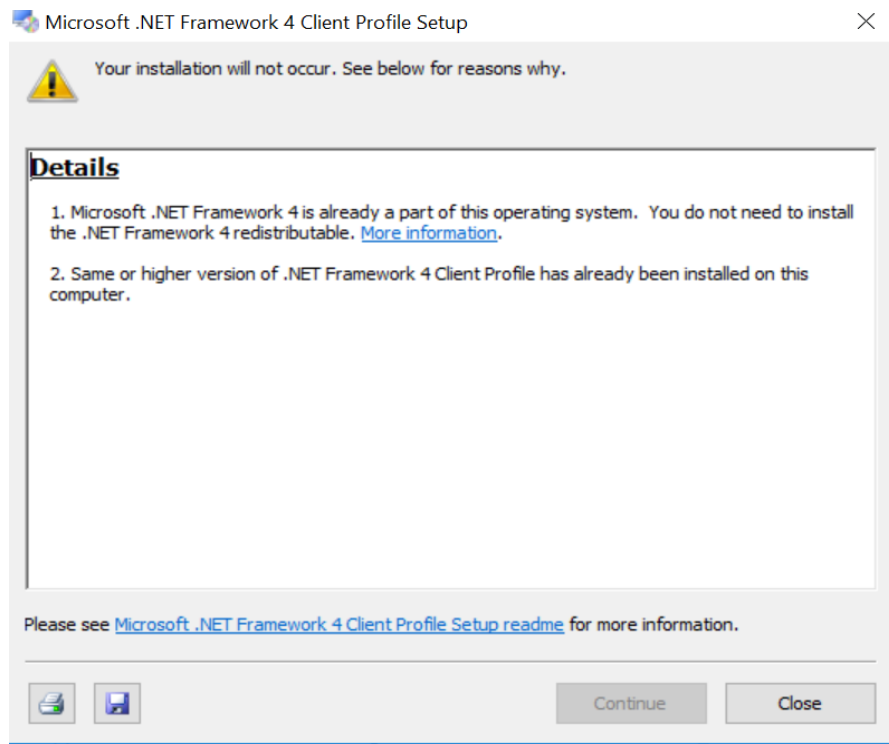 Microsoft .NET Framework 4 Client Profile Setup
Your installation will not occur. See below for reasons why.
Details
1. Microsoft .NET Framework 4 is already a part of this operating system.  You do not need to install
the .NET Framework 4 redistributable. More information.
2. Same or higher version of .NET Framework 4 Client Profile has already been installed on this
computer.
Please see Microsoft .NET Framework 4 Client Profile Setup readme for more information.
Continue
Close